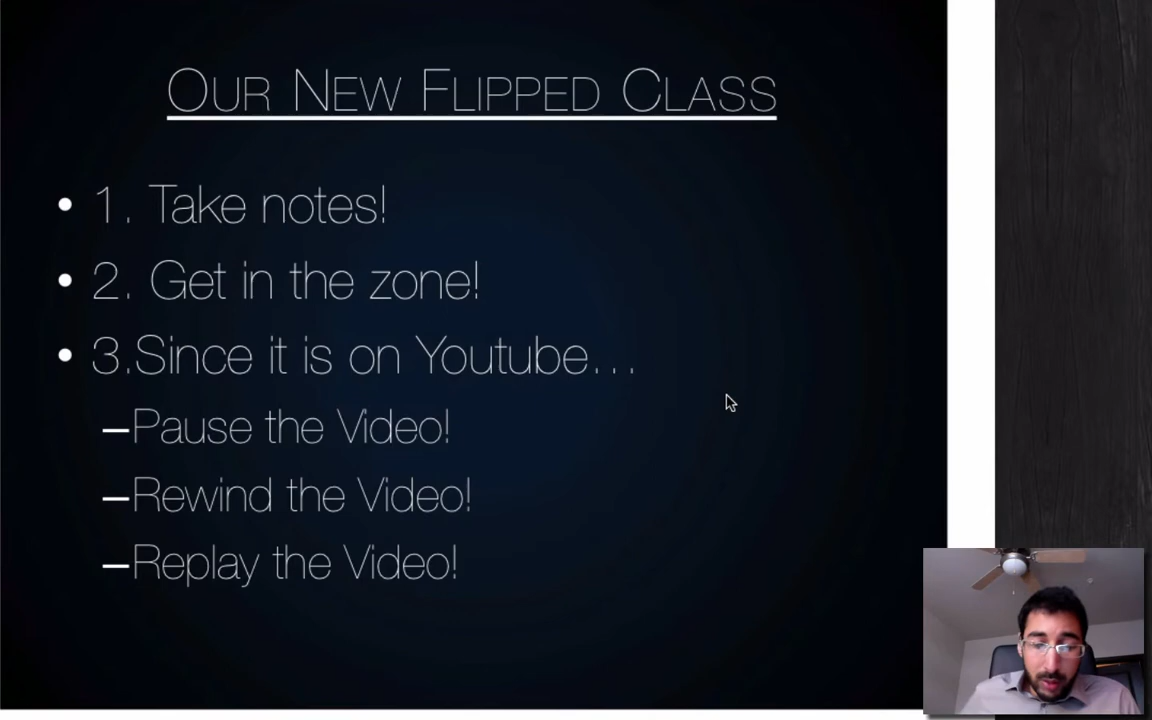 Our New Flipped Class
• 1. Take notes!
• 2. Get in the zone!
• 3.Since it is on Youtube...
–Pause the Video!
–Rewind the Video!
–Replay the Video!